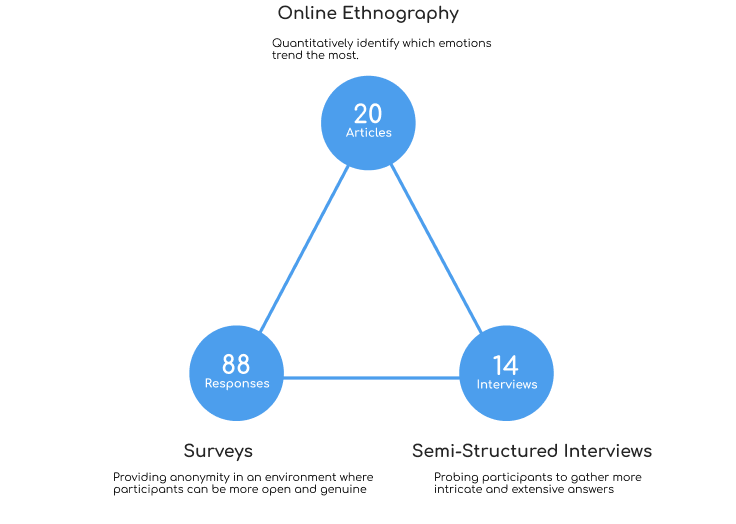 Online Ethnography
Quantitatively identify which emotions
trend the most.
20
Articles
88
Responses
14
Interviews
Surveys
Semi-Structured Interviews
Providing anonymity in an environment where
participants can be more open and genuine
Probing participants to gather more
intricate and extensive answers